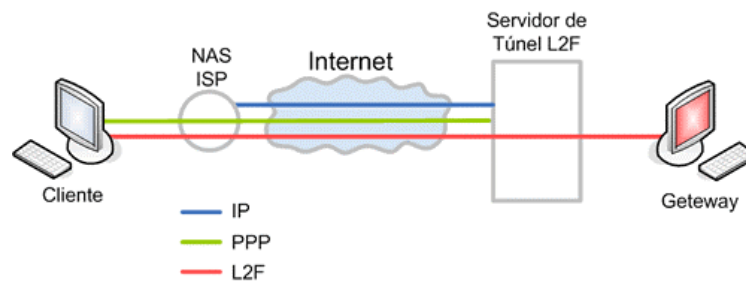 Servidor de
Túnel L2F
NAS
ISP
Internet
Cliente
Geteway
IP
PPP
L2F